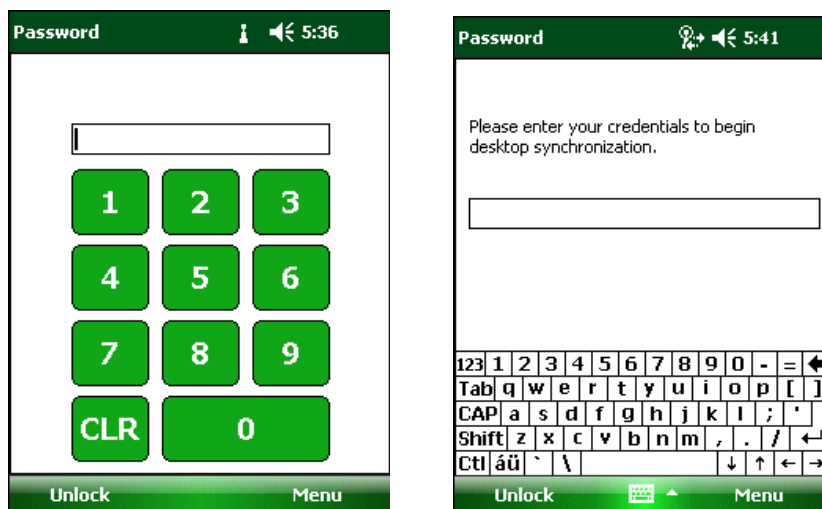 Password 5:36
1 2 3
4 5 6
7 8 9
CLR 0
Unlock Menu
Password 5:41
Please enter your credentials to begin
desktop synchronization.
123 1 2 3 4 5 6 7 8 9 0 - = 🡄
Tab q w e r t y u i o p [ ]
CAP a s d f g h j k l ; '
Shift z x c v b n m , . / ↵
Ctl áü ` \ ↓ ↑ ← →
Unlock Menu